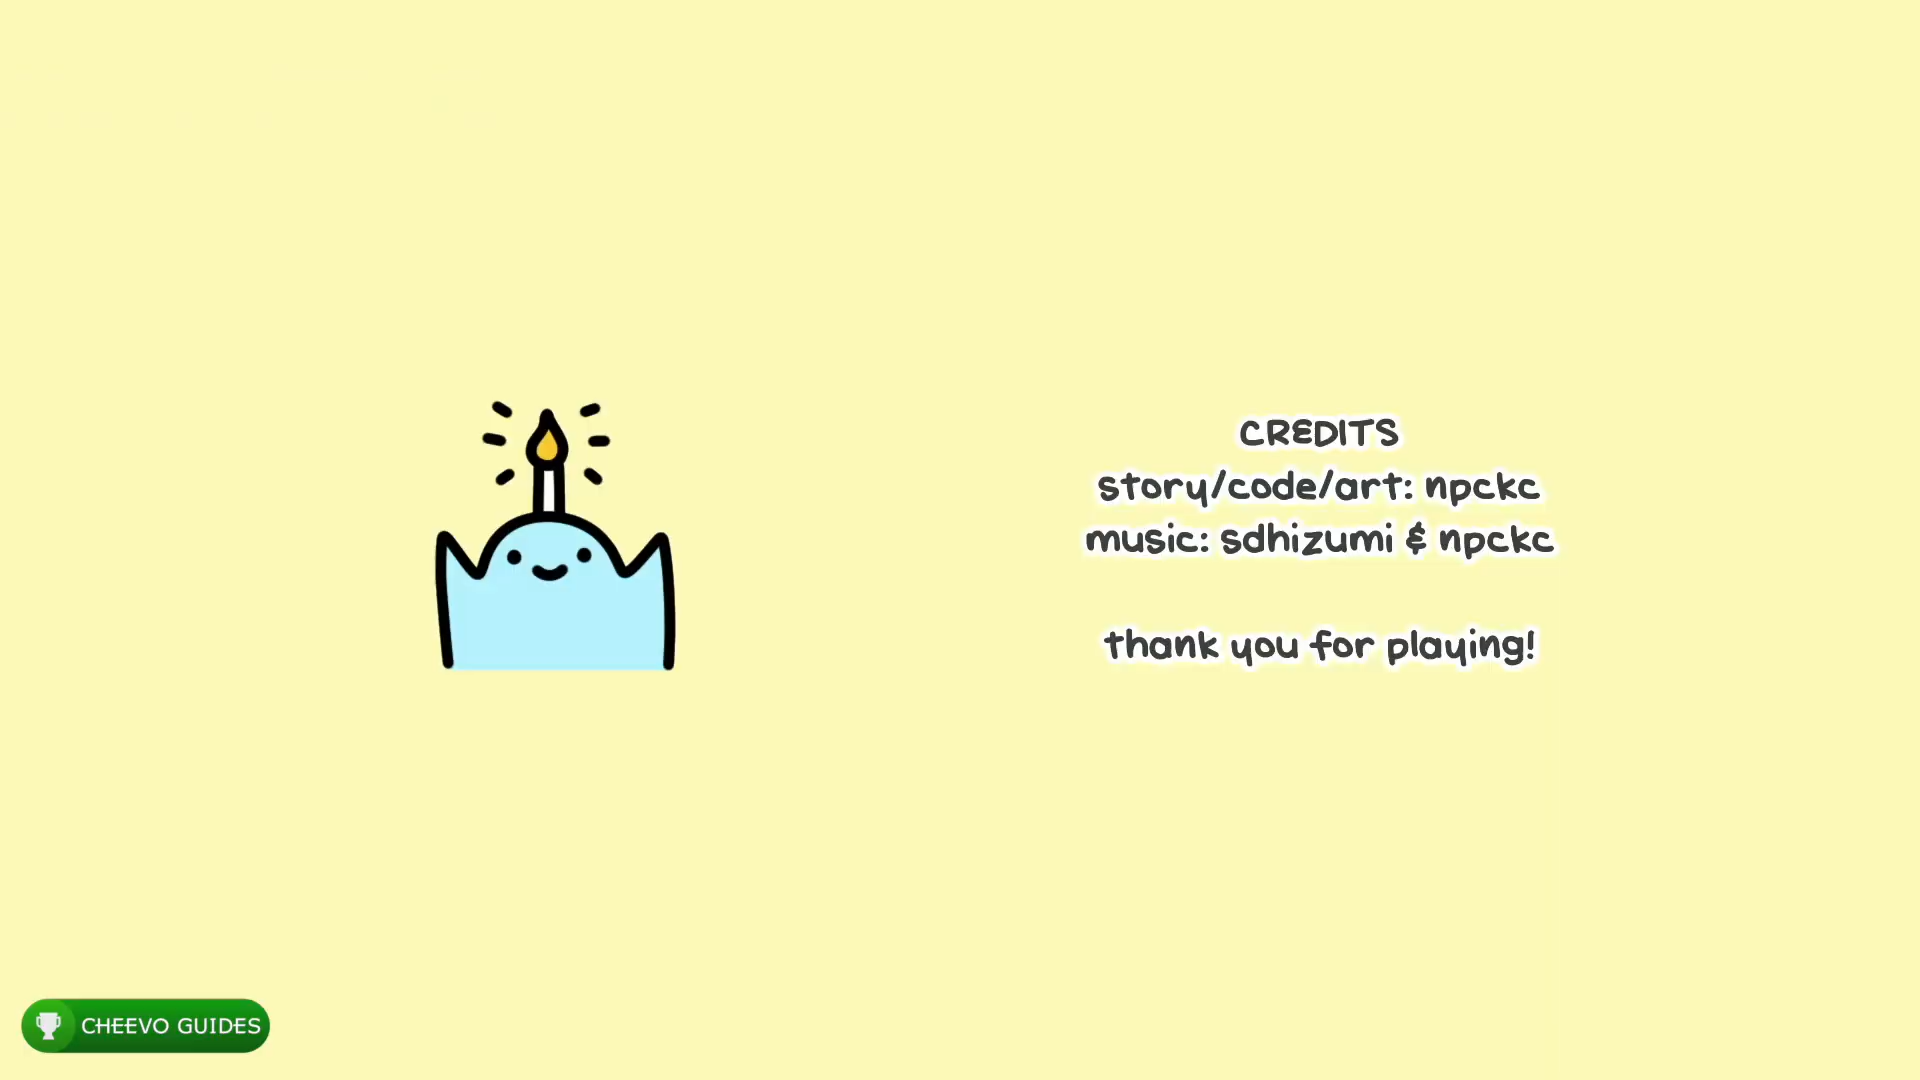 CREDITS
story/code/art: npckc
music: sdhizumi & npckc
thank you for playing!
CHEEVO GUIDES